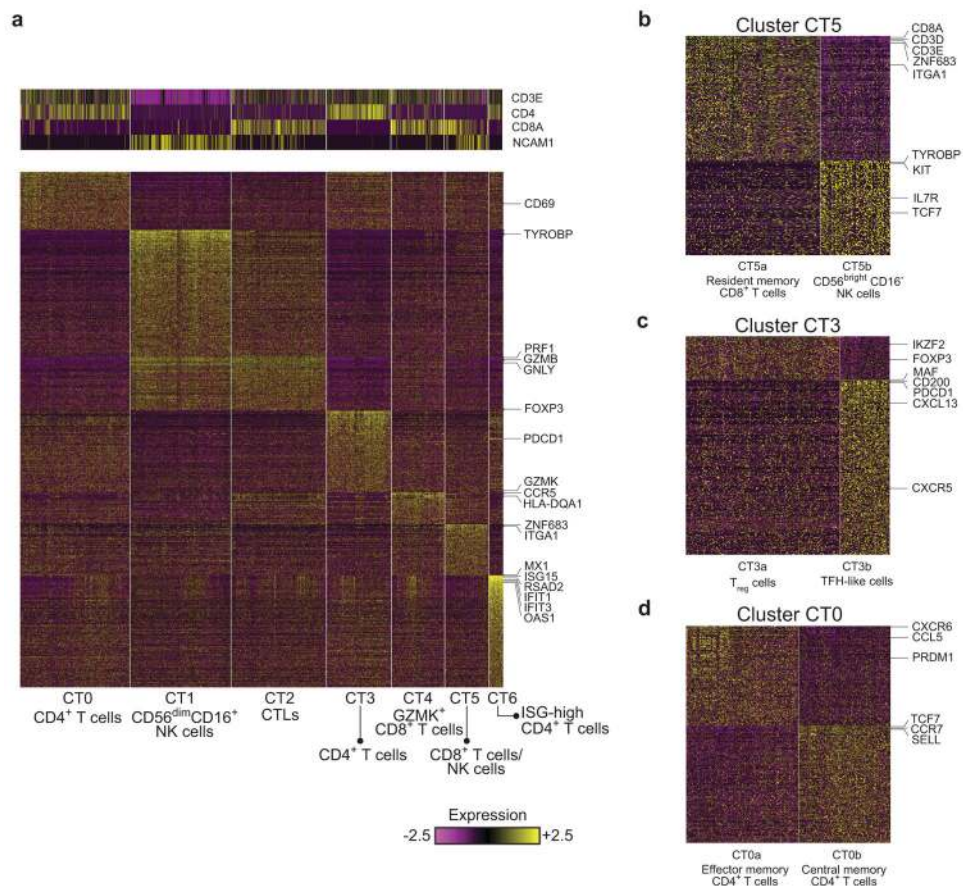 a
CD3E
CD4
CD8A
NCAM1
CD69
TYROBP
PRF1
GZMB
GNLY
FOXP3
PDCD1
GZMK
CCR5
HLA-DQA1
ZNF683
ITGA1
MX1
ISG15
RSAD2
IFIT1
IFIT3
OAS1
CT0
CD4⁺ T cells
CT1
CD56ᵈⁱᵐCD16⁺
NK cells
CT2
CTLs
CT3
CD4⁺ T cells
CT4
GZMK⁺
CD8⁺ T cells
CT5
CD8⁺ T cells/
NK cells
CT6
ISG-high
CD4⁺ T cells
Expression
-2.5
+2.5
b
Cluster CT5
CD8A
CD3D
CD3E
ZNF683
ITGA1
TYROBP
KIT
IL7R
TCF7
CT5a
Resident memory
CD8⁺ T cells
CT5b
CD56ᵇʳⁱᵍʰᵗ CD16⁻
NK cells
c
Cluster CT3
IKZF2
FOXP3
MAF
CD200
PDCD1
CXCL13
CXCR5
CT3a
T_reg cells
CT3b
TFH-like cells
d
Cluster CT0
CXCR6
CCL5
PRDM1
TCF7
CCR7
SELL
CT0a
Effector memory
CD4⁺ T cells
CT0b
Central memory
CD4⁺ T cells